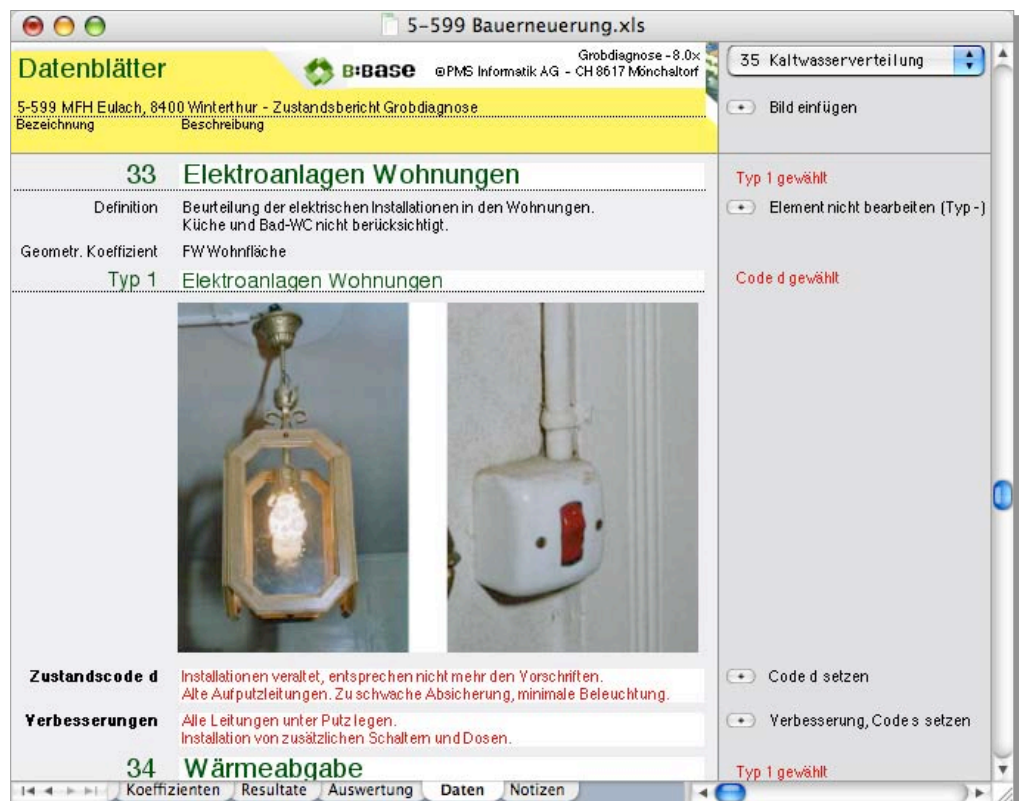 5-599 Bauerneuerung.xls
Datenblätter
B:BASE
Grobdiagnose - 8.0x
©PMS Informatik AG - CH 8617 Mönchaltorf
35 Kaltwasserverteilung
5-599 MFH Eulach, 8400 Winterthur - Zustandsbericht Grobdiagnose
Bild einfügen
Bezeichnung Beschreibung
33 Elektroanlagen Wohnungen
Typ 1 gewählt
Definition Beurteilung der elektrischen Installationen in den Wohnungen.
Küche und Bad-WC nicht berücksichtigt.
Element nicht bearbeiten (Typ -)
Geometr. Koeffizient FW Wohnfläche
Typ 1 Elektroanlagen Wohnungen
Code d gewählt
Zustandscode d Installationen veraltet, entsprechen nicht mehr den Vorschriften.
Alte Aufputzleitungen. Zu schwache Absicherung, minimale Beleuchtung.
Code d setzen
Verbesserungen Alle Leitungen unter Putz legen.
Installation von zusätzlichen Schaltern und Dosen.
Verbesserung, Code s setzen
34 Wärmeabgabe
Typ 1 gewählt
Koeffizienten Resultate Auswertung Daten Notizen